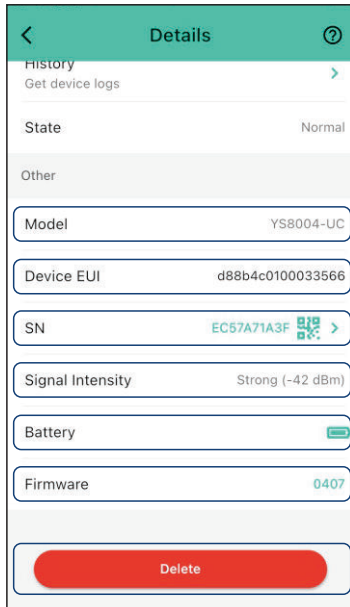 Details
History
Get device logs
State Normal
Other
Model YS8004-UC
Device EUI d88b4c0100033566
SN EC57A71A3F
Signal Intensity Strong (-42 dBm)
Battery
Firmware 0407
Delete